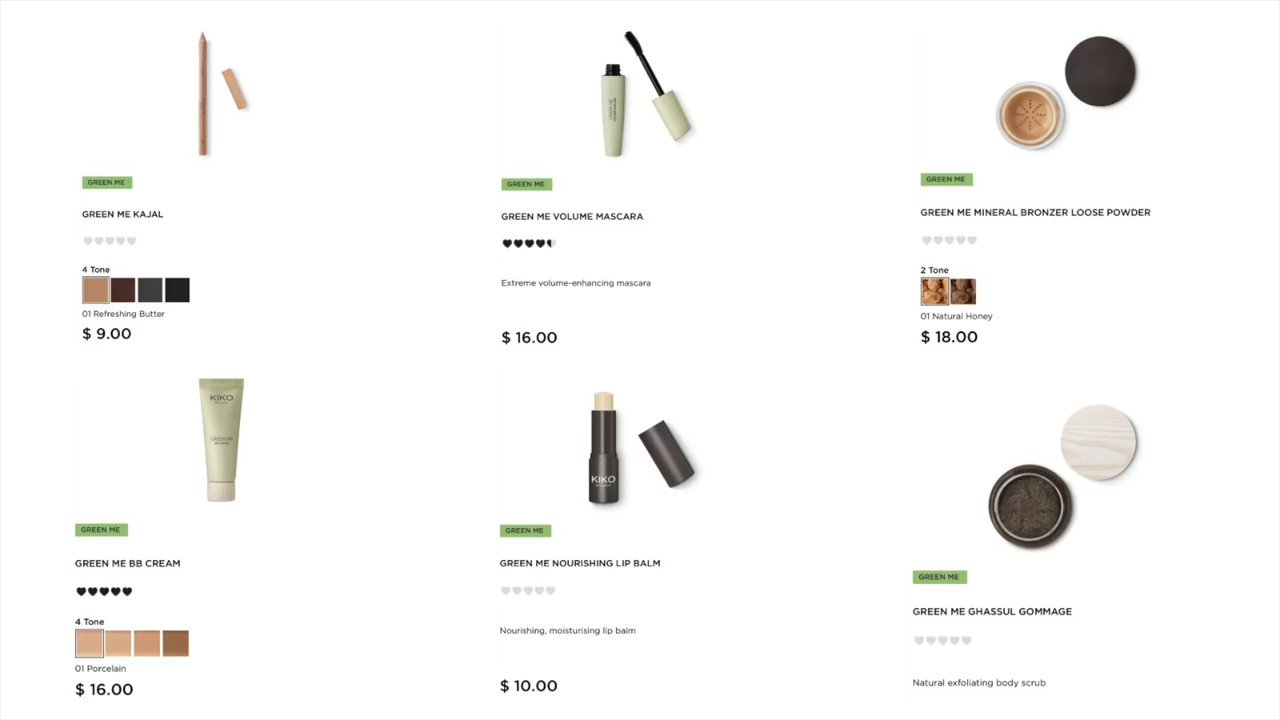 GREEN ME
GREEN ME KAJAL
4 Tone
01 Refreshing Butter
$ 9.00
GREEN ME
GREEN ME VOLUME MASCARA
Extreme volume-enhancing mascara
$ 16.00
GREEN ME
GREEN ME MINERAL BRONZER LOOSE POWDER
2 Tone
01 Natural Honey
$ 18.00
KIKO
GREEN ME
GREEN ME
GREEN ME BB CREAM
4 Tone
01 Porcelain
$ 16.00
KIKO
GREEN ME
GREEN ME NOURISHING LIP BALM
Nourishing, moisturising lip balm
$ 10.00
GREEN ME
GREEN ME GHASSUL GOMMAGE
Natural exfoliating body scrub